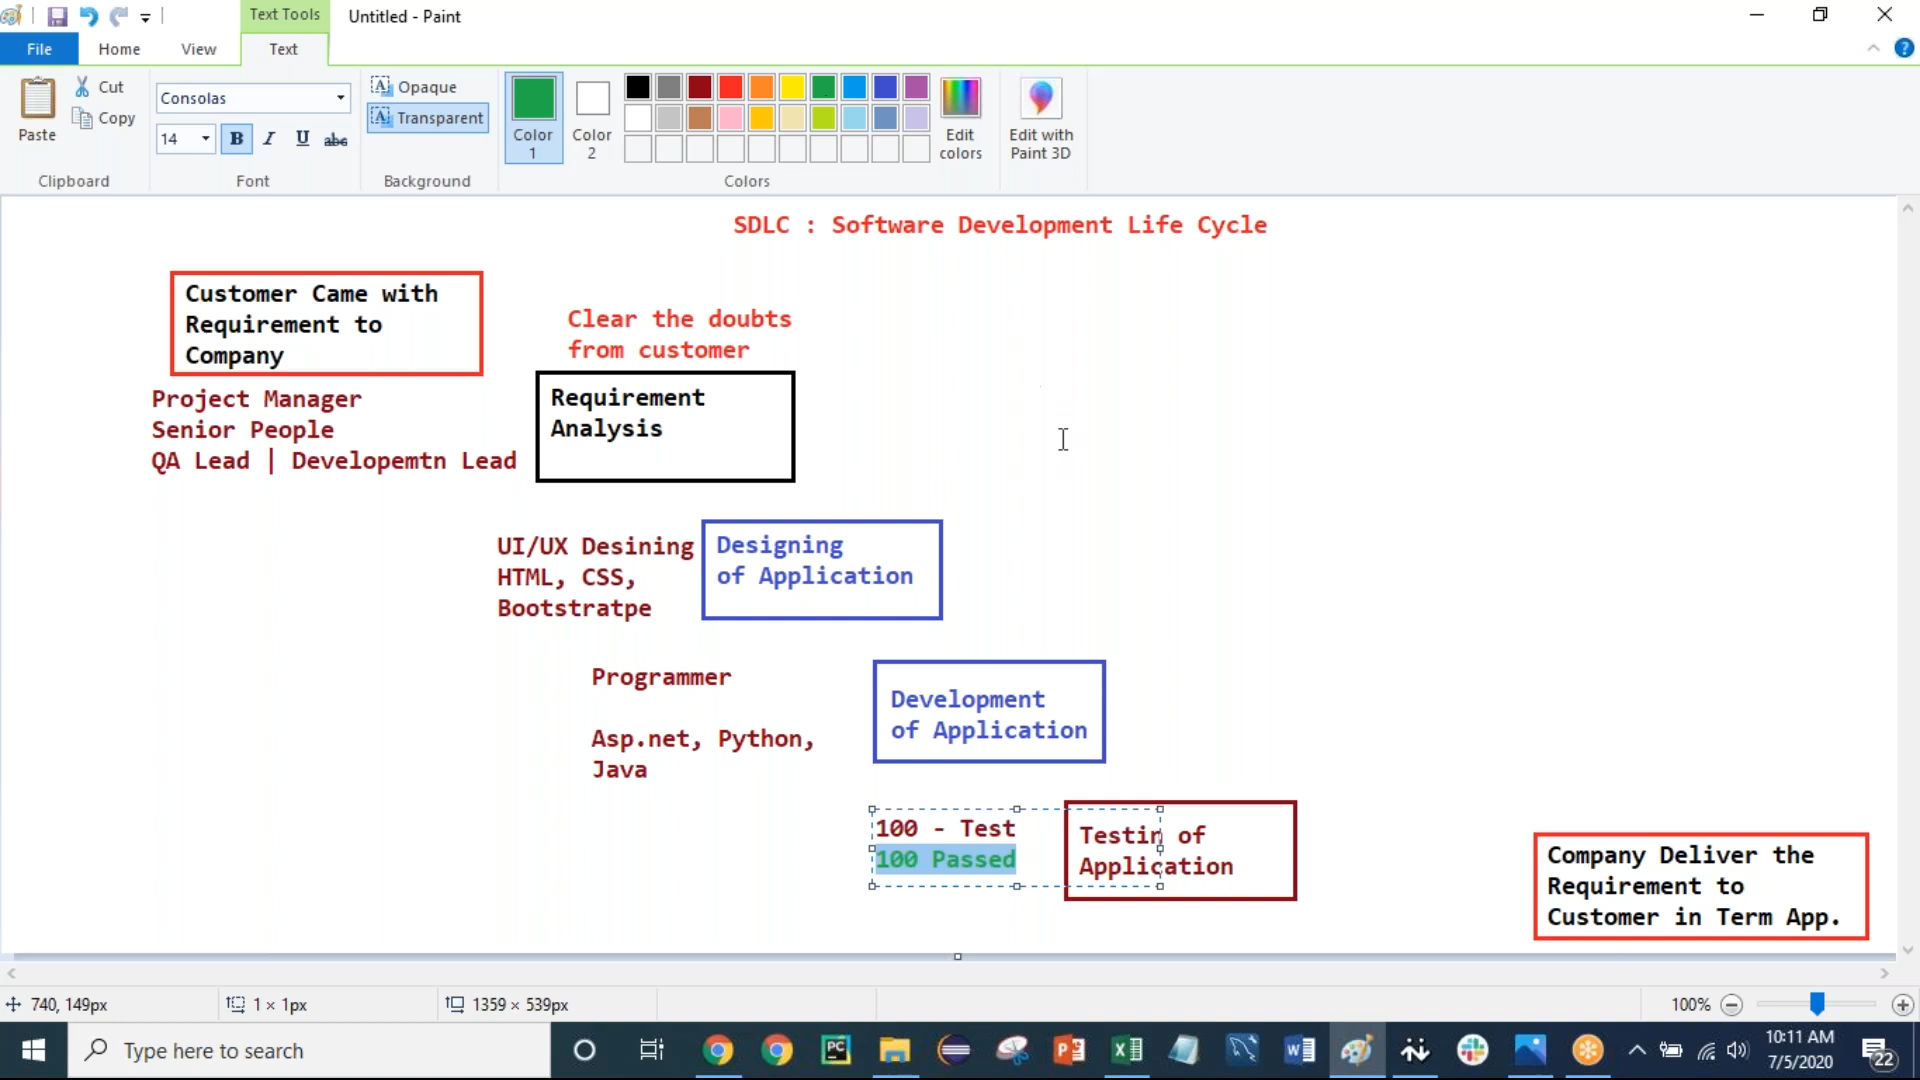 Text Tools
Untitled - Paint
File
Home
View
Text
Paste
Cut
Copy
Clipboard
Consolas
14
B
I
U
abc
Font
Opaque
Transparent
Background
Color
1
Color
2
Edit
colors
Colors
Edit with
Paint 3D
SDLC : Software Development Life Cycle
Customer Came with
Requirement to
Company
Clear the doubts
from customer
Project Manager
Senior People
QA Lead | Developemtn Lead
Requirement
Analysis
UI/UX Desining
HTML, CSS,
Bootstratpe
Designing
of Application
Programmer
Asp.net, Python,
Java
Development
of Application
100 - Test
100 Passed
Testin of
Application
Company Deliver the
Requirement to
Customer in Term App.
740, 149px
1 × 1px
1359 × 539px
100%
Type here to search
10:11 AM
7/5/2020
22